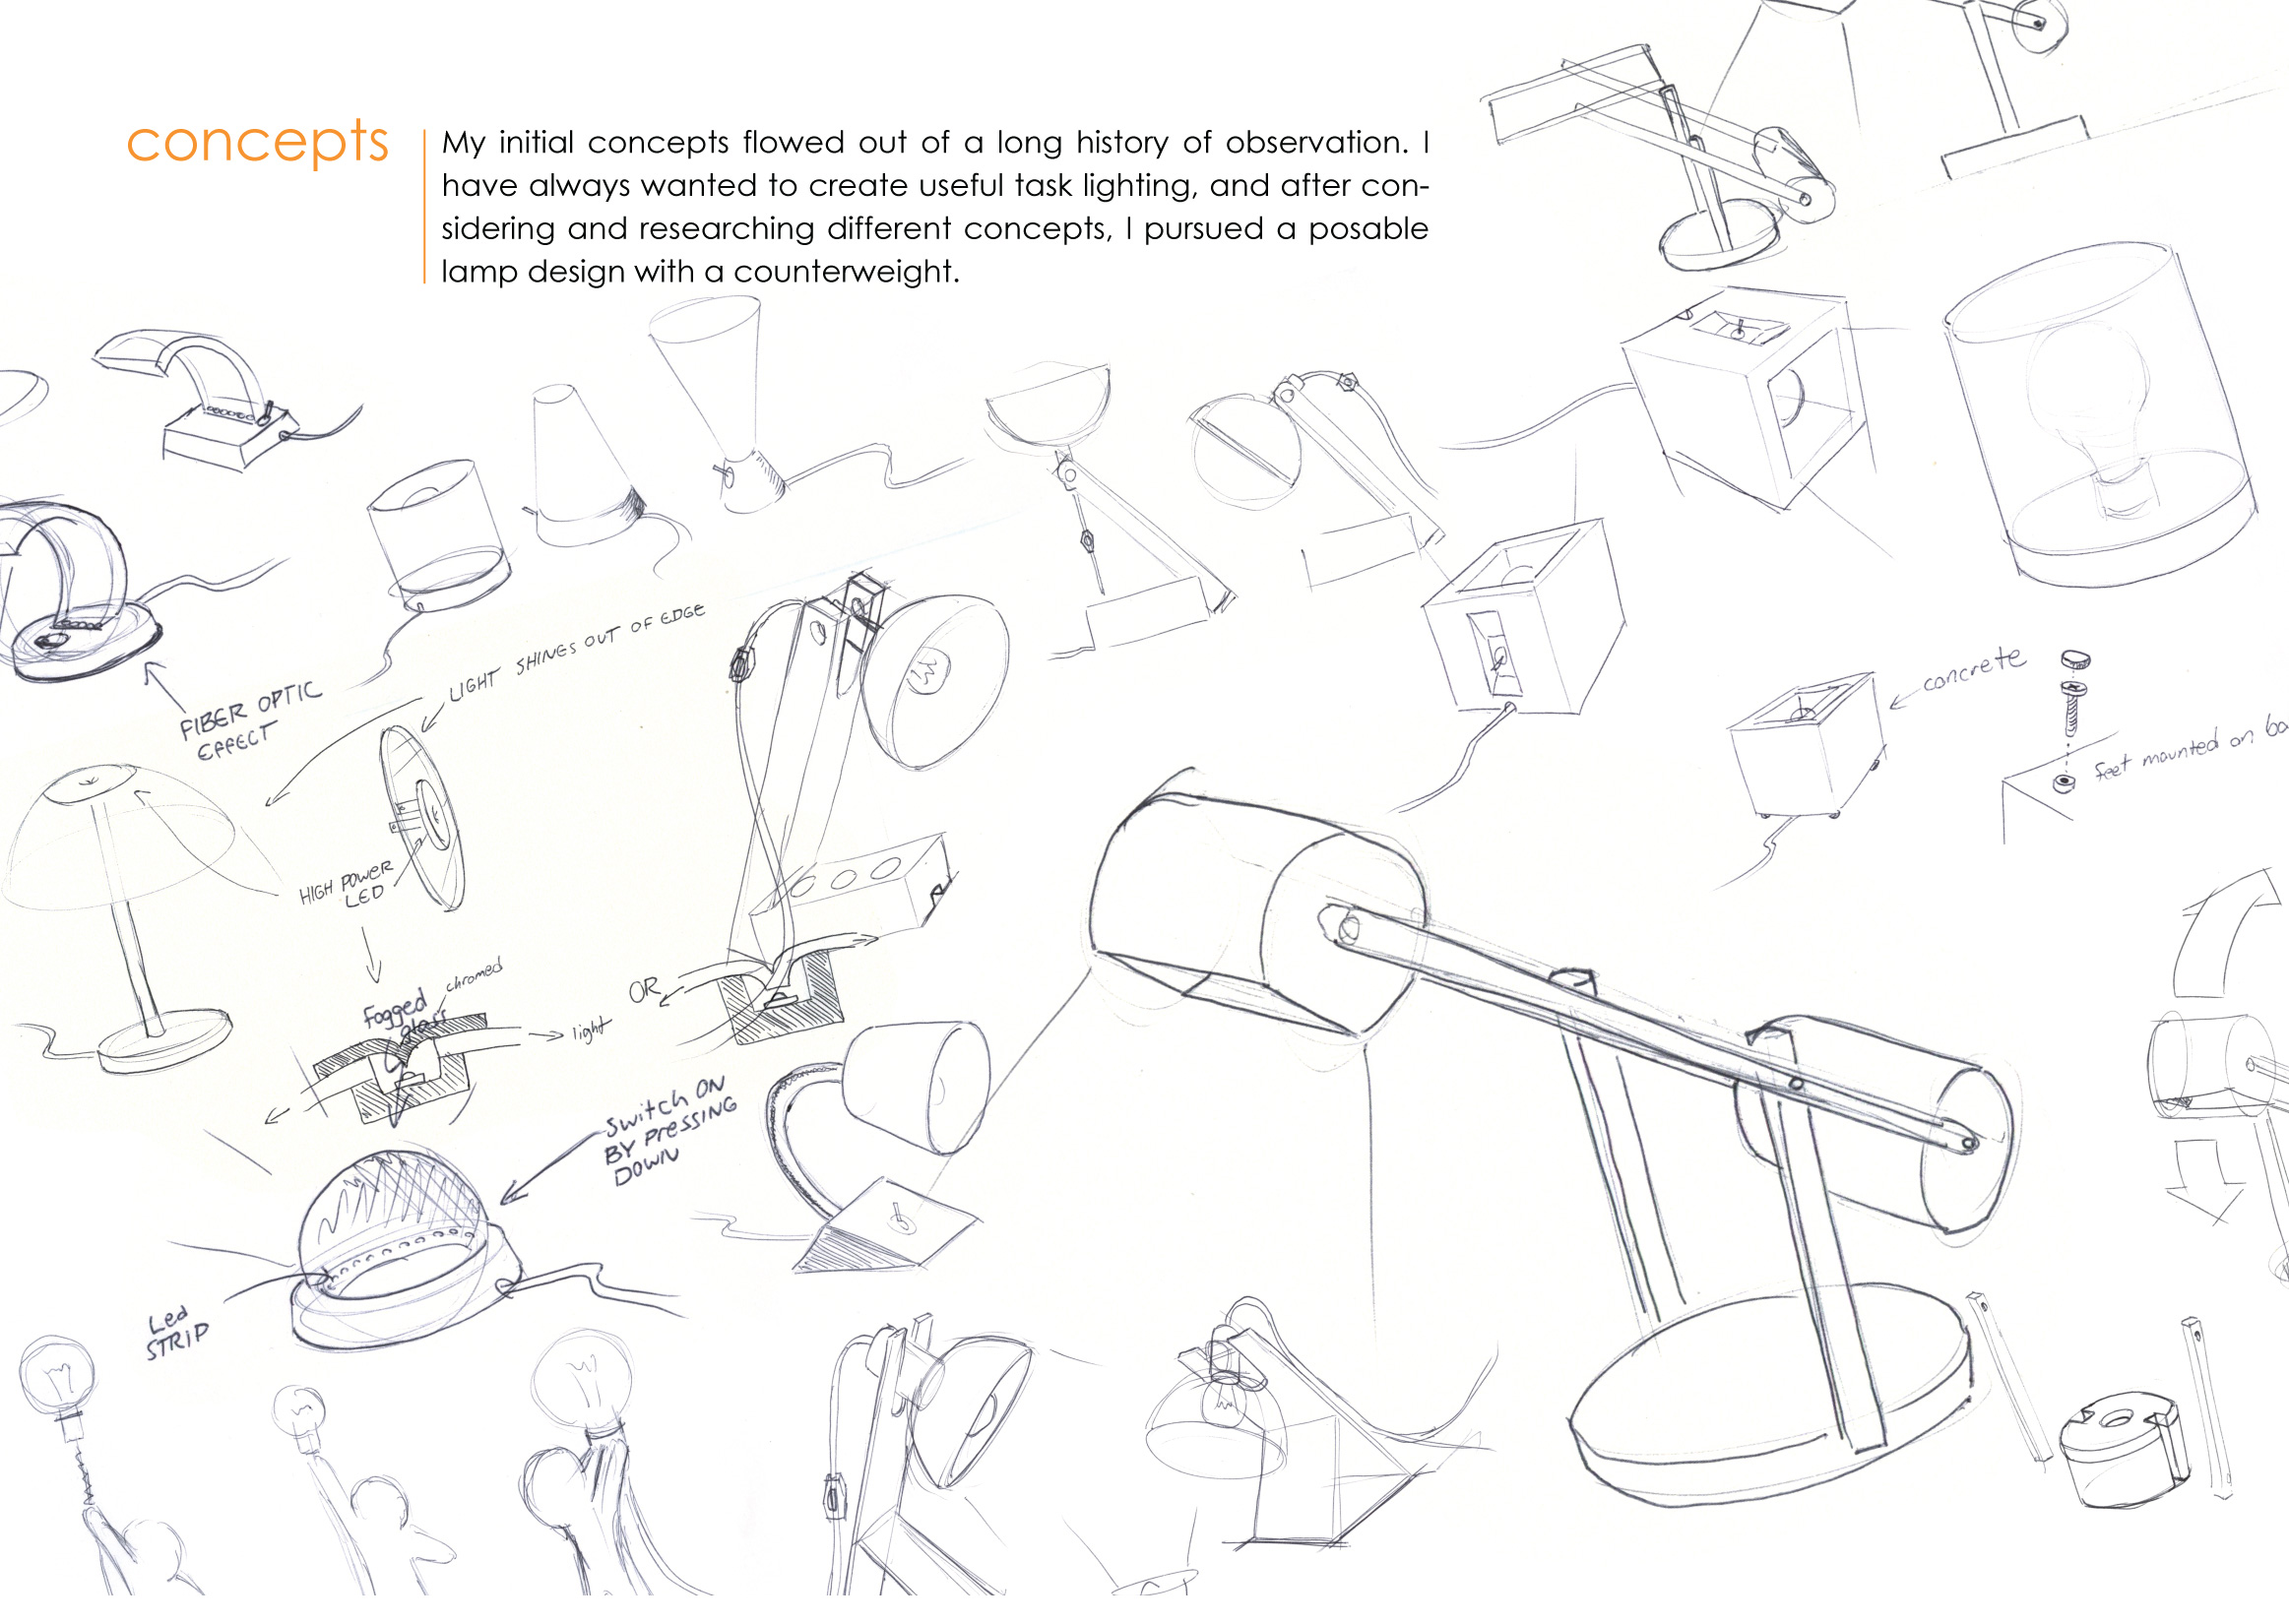 concepts
My initial concepts flowed out of a long history of observation. I
have always wanted to create useful task lighting, and after con-
sidering and researching different concepts, I pursued a posable
lamp design with a counterweight.
LIGHT SHINES OUT OF EDGE
FIBER OPTIC
EFFECT
concrete
feet mounted on ba
HIGH POWER
LED
chromed
Fogged
glass
light
OR
Switch ON
BY PRESSING
DOWN
Led
STRIP